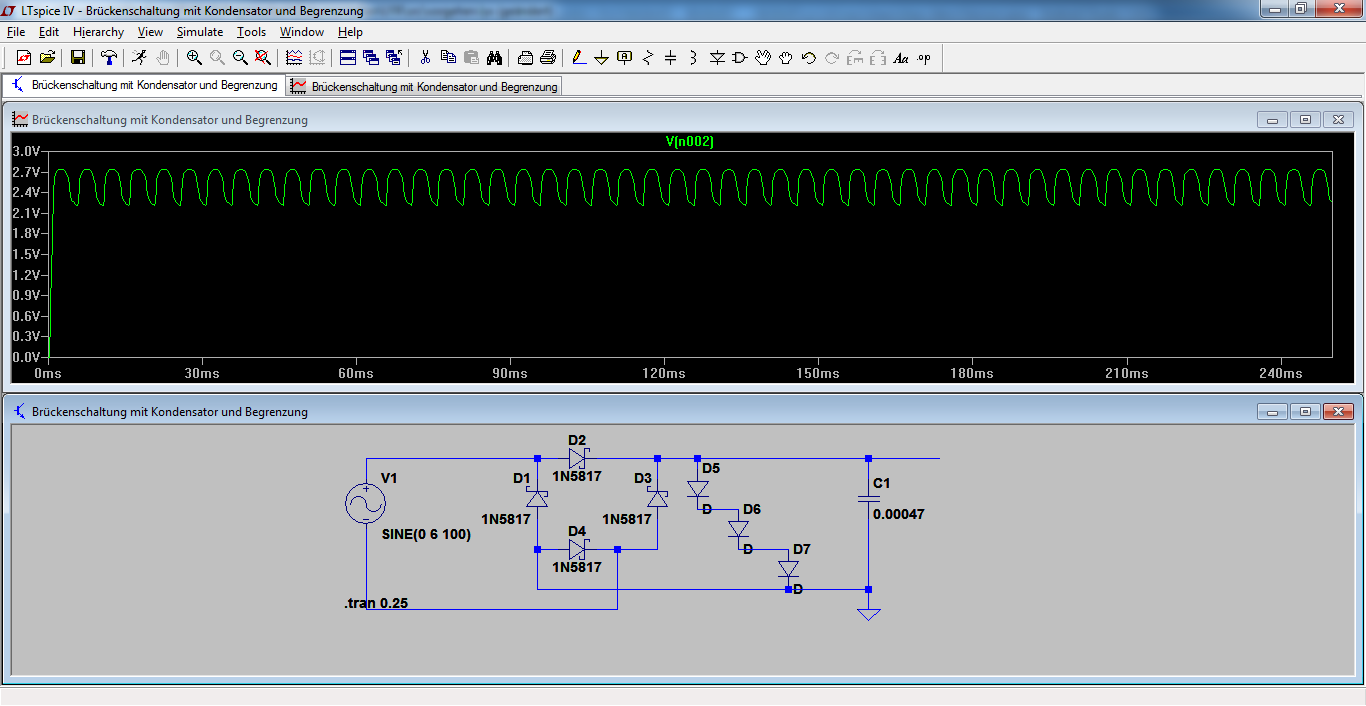 LTspice IV - Brückenschaltung mit Kondensator und Begrenzung
File Edit Hierarchy View Simulate Tools Window Help
Aa .op
Brückenschaltung mit Kondensator und Begrenzung
Brückenschaltung mit Kondensator und Begrenzung
Brückenschaltung mit Kondensator und Begrenzung
V(n002)
3.0V
2.7V
2.4V
2.1V
1.8V
1.5V
1.2V
0.9V
0.6V
0.3V
0.0V
0ms 30ms 60ms 90ms 120ms 150ms 180ms 210ms 240ms
Brückenschaltung mit Kondensator und Begrenzung
V1
SINE(0 6 100)
.tran 0.25
D1
1N5817
D2
1N5817
D3
1N5817
D4
1N5817
D5
D
D6
D
D7
D
C1
0.00047